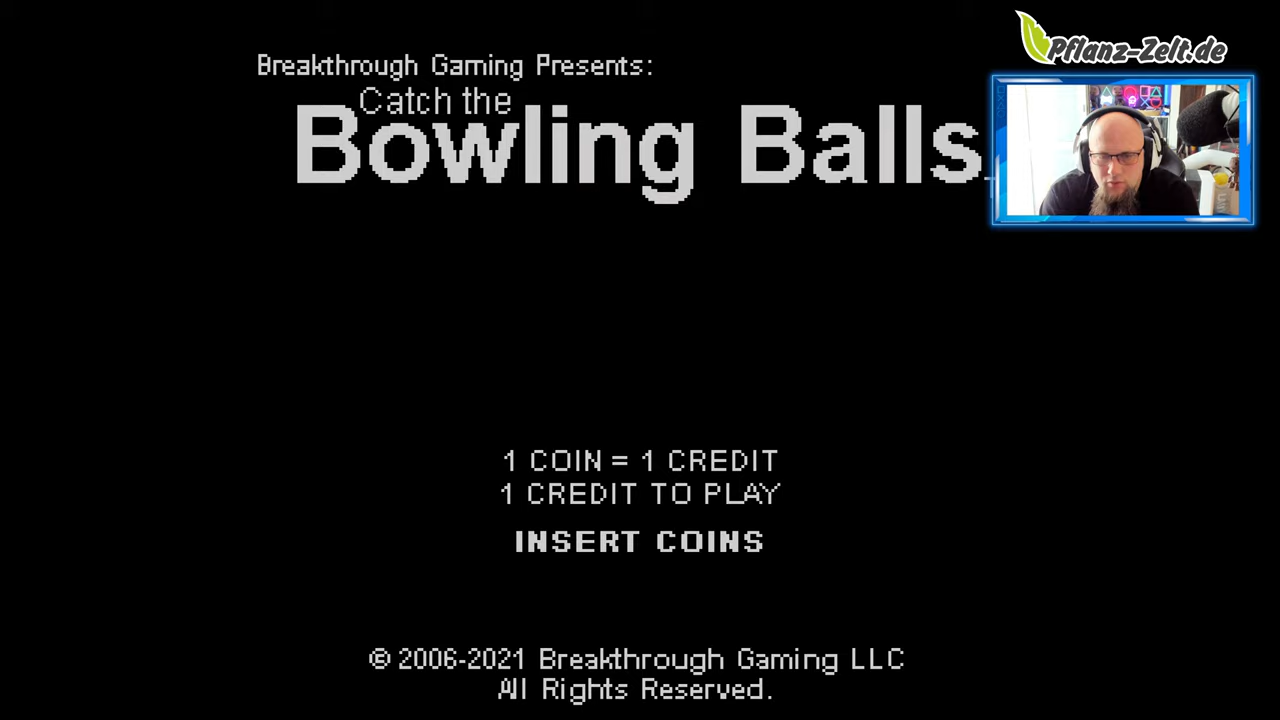 Breakthrough Gaming Presents:
Catch the
Bowling Balls
Pflanz-Zelt.de
1 COIN = 1 CREDIT
1 CREDIT TO PLAY
INSERT COINS
© 2006-2021 Breakthrough Gaming LLC
All Rights Reserved.